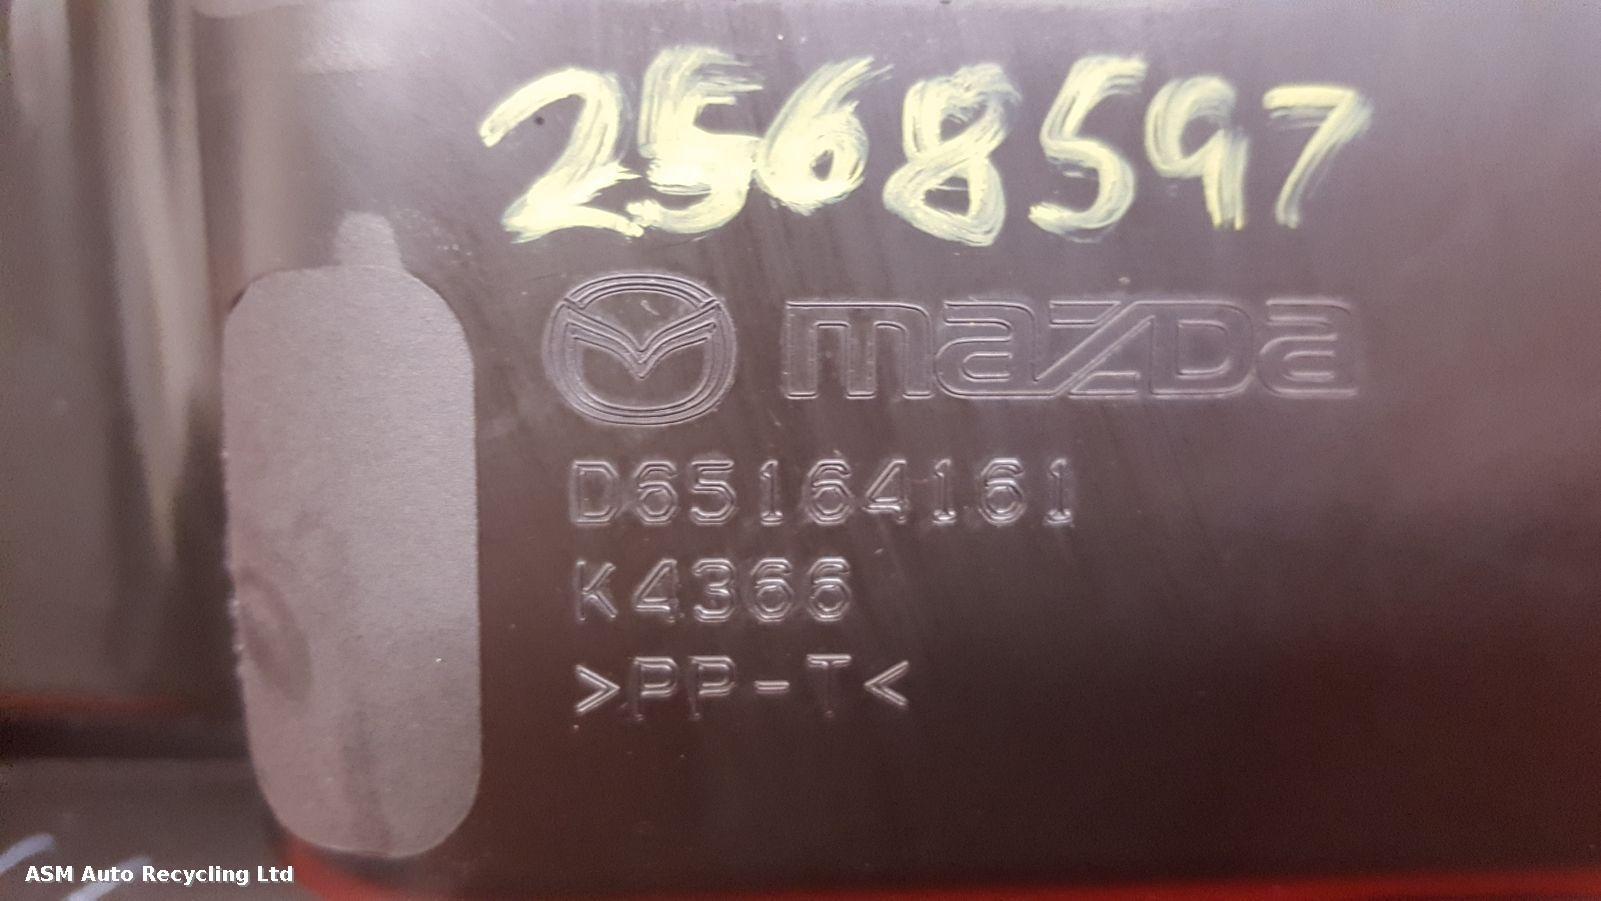 2568597
mazda
D65164161
K4366
>PP-T<
ASM Auto Recycling Ltd